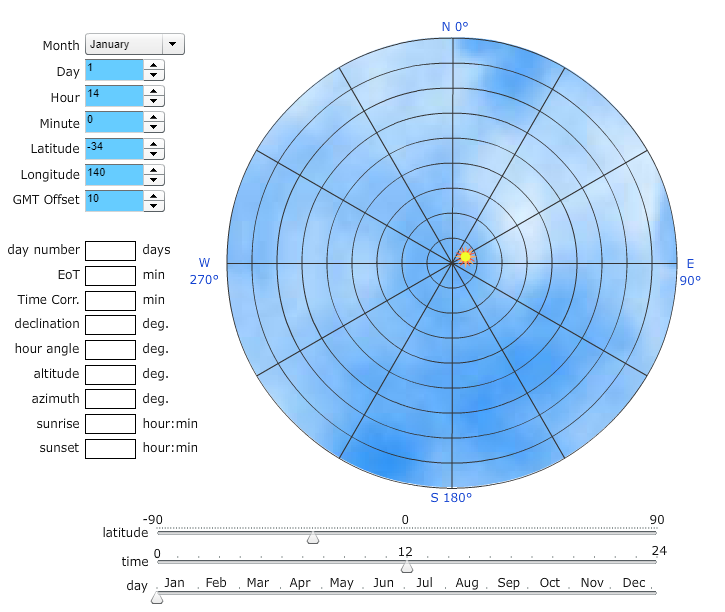 N 0°
Month January
Day 1
Hour 14
Minute 0
Latitude -34
Longitude 140
GMT Offset 10
day number days
EoT min
Time Corr. min
declination deg.
hour angle deg.
altitude deg.
azimuth deg.
sunrise hour:min
sunset hour:min
W
270°
E
90°
S 180°
-90 0 90
latitude
0 12 24
time
day Jan Feb Mar Apr May Jun Jul Aug Sep Oct Nov Dec